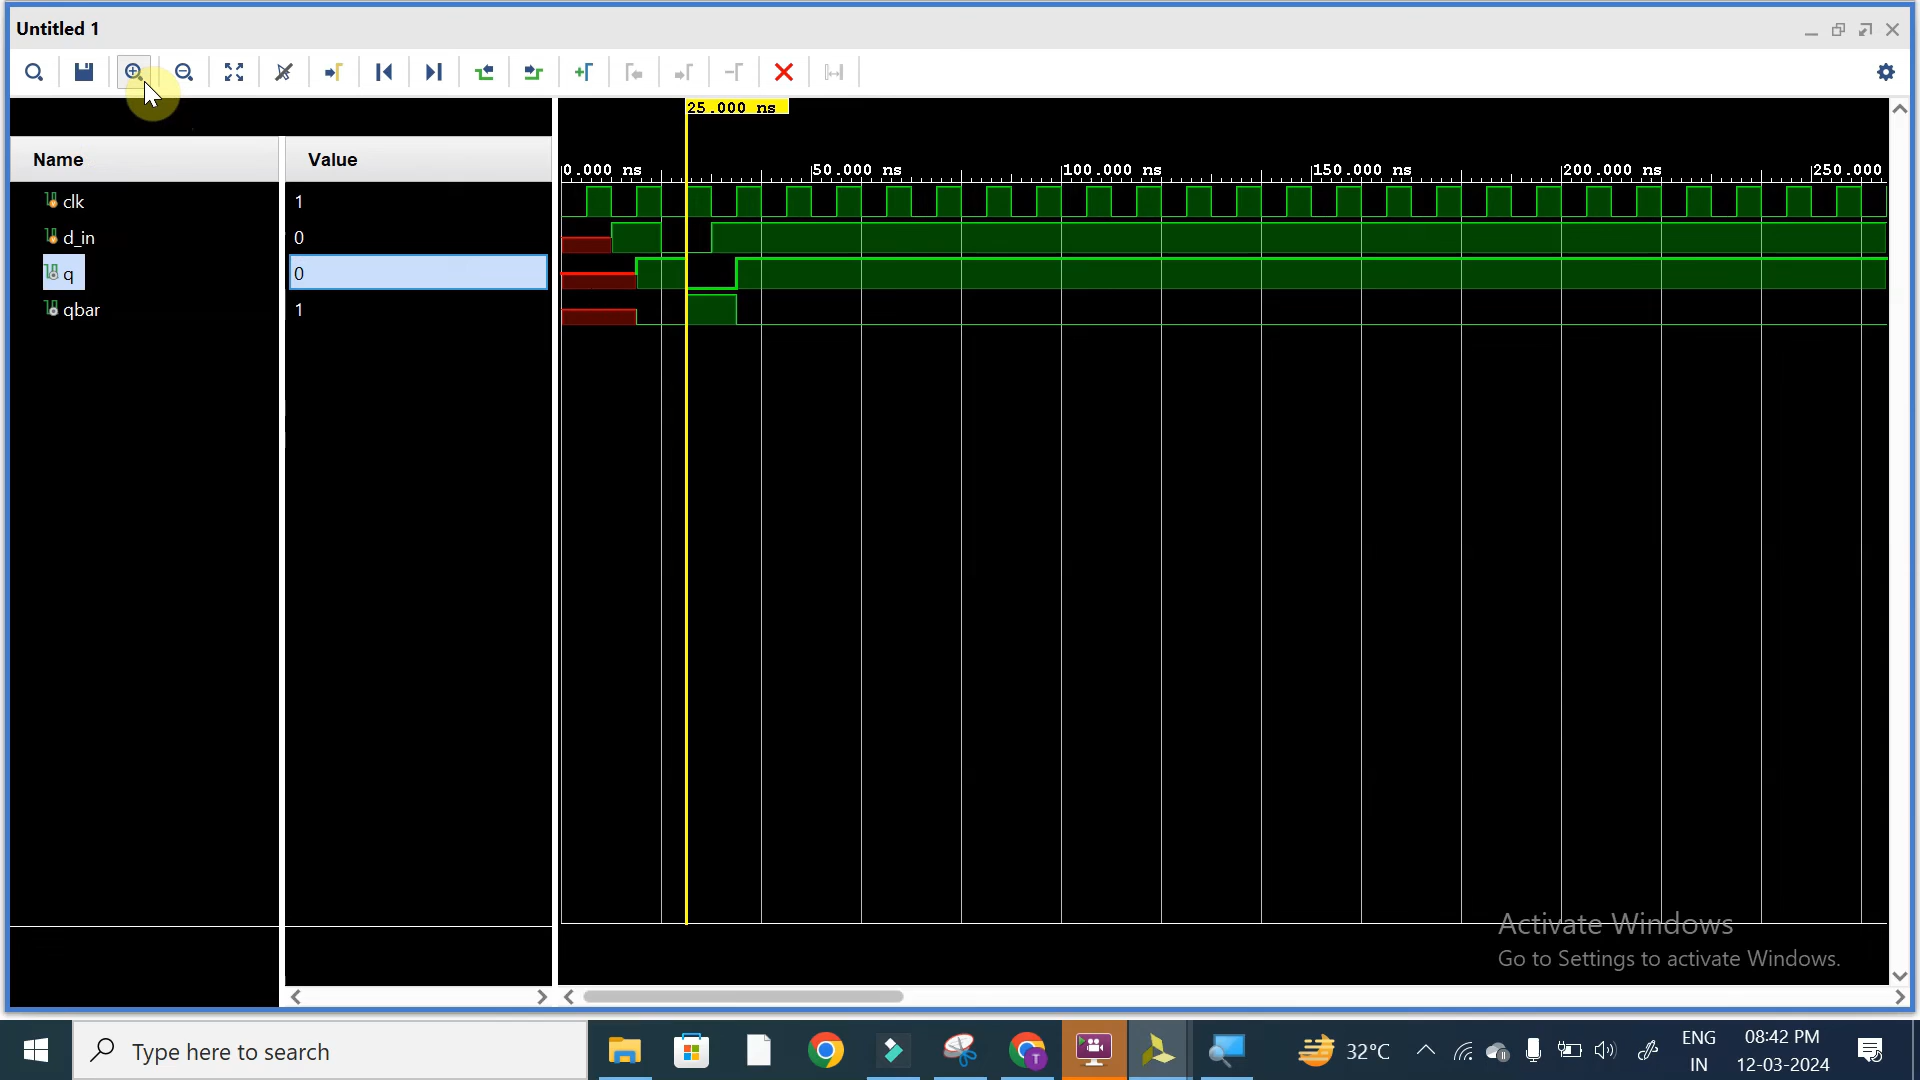 Untitled 1
25.000 ns
Name
Value
0.000 ns
50.000 ns
100.000 ns
150.000 ns
200.000 ns
250.000
clk
1
d_in
0
q
0
qbar
1
Activate Windows
Go to Settings to activate Windows.
Type here to search
T
32°C
ENG
IN
08:42 PM
12-03-2024